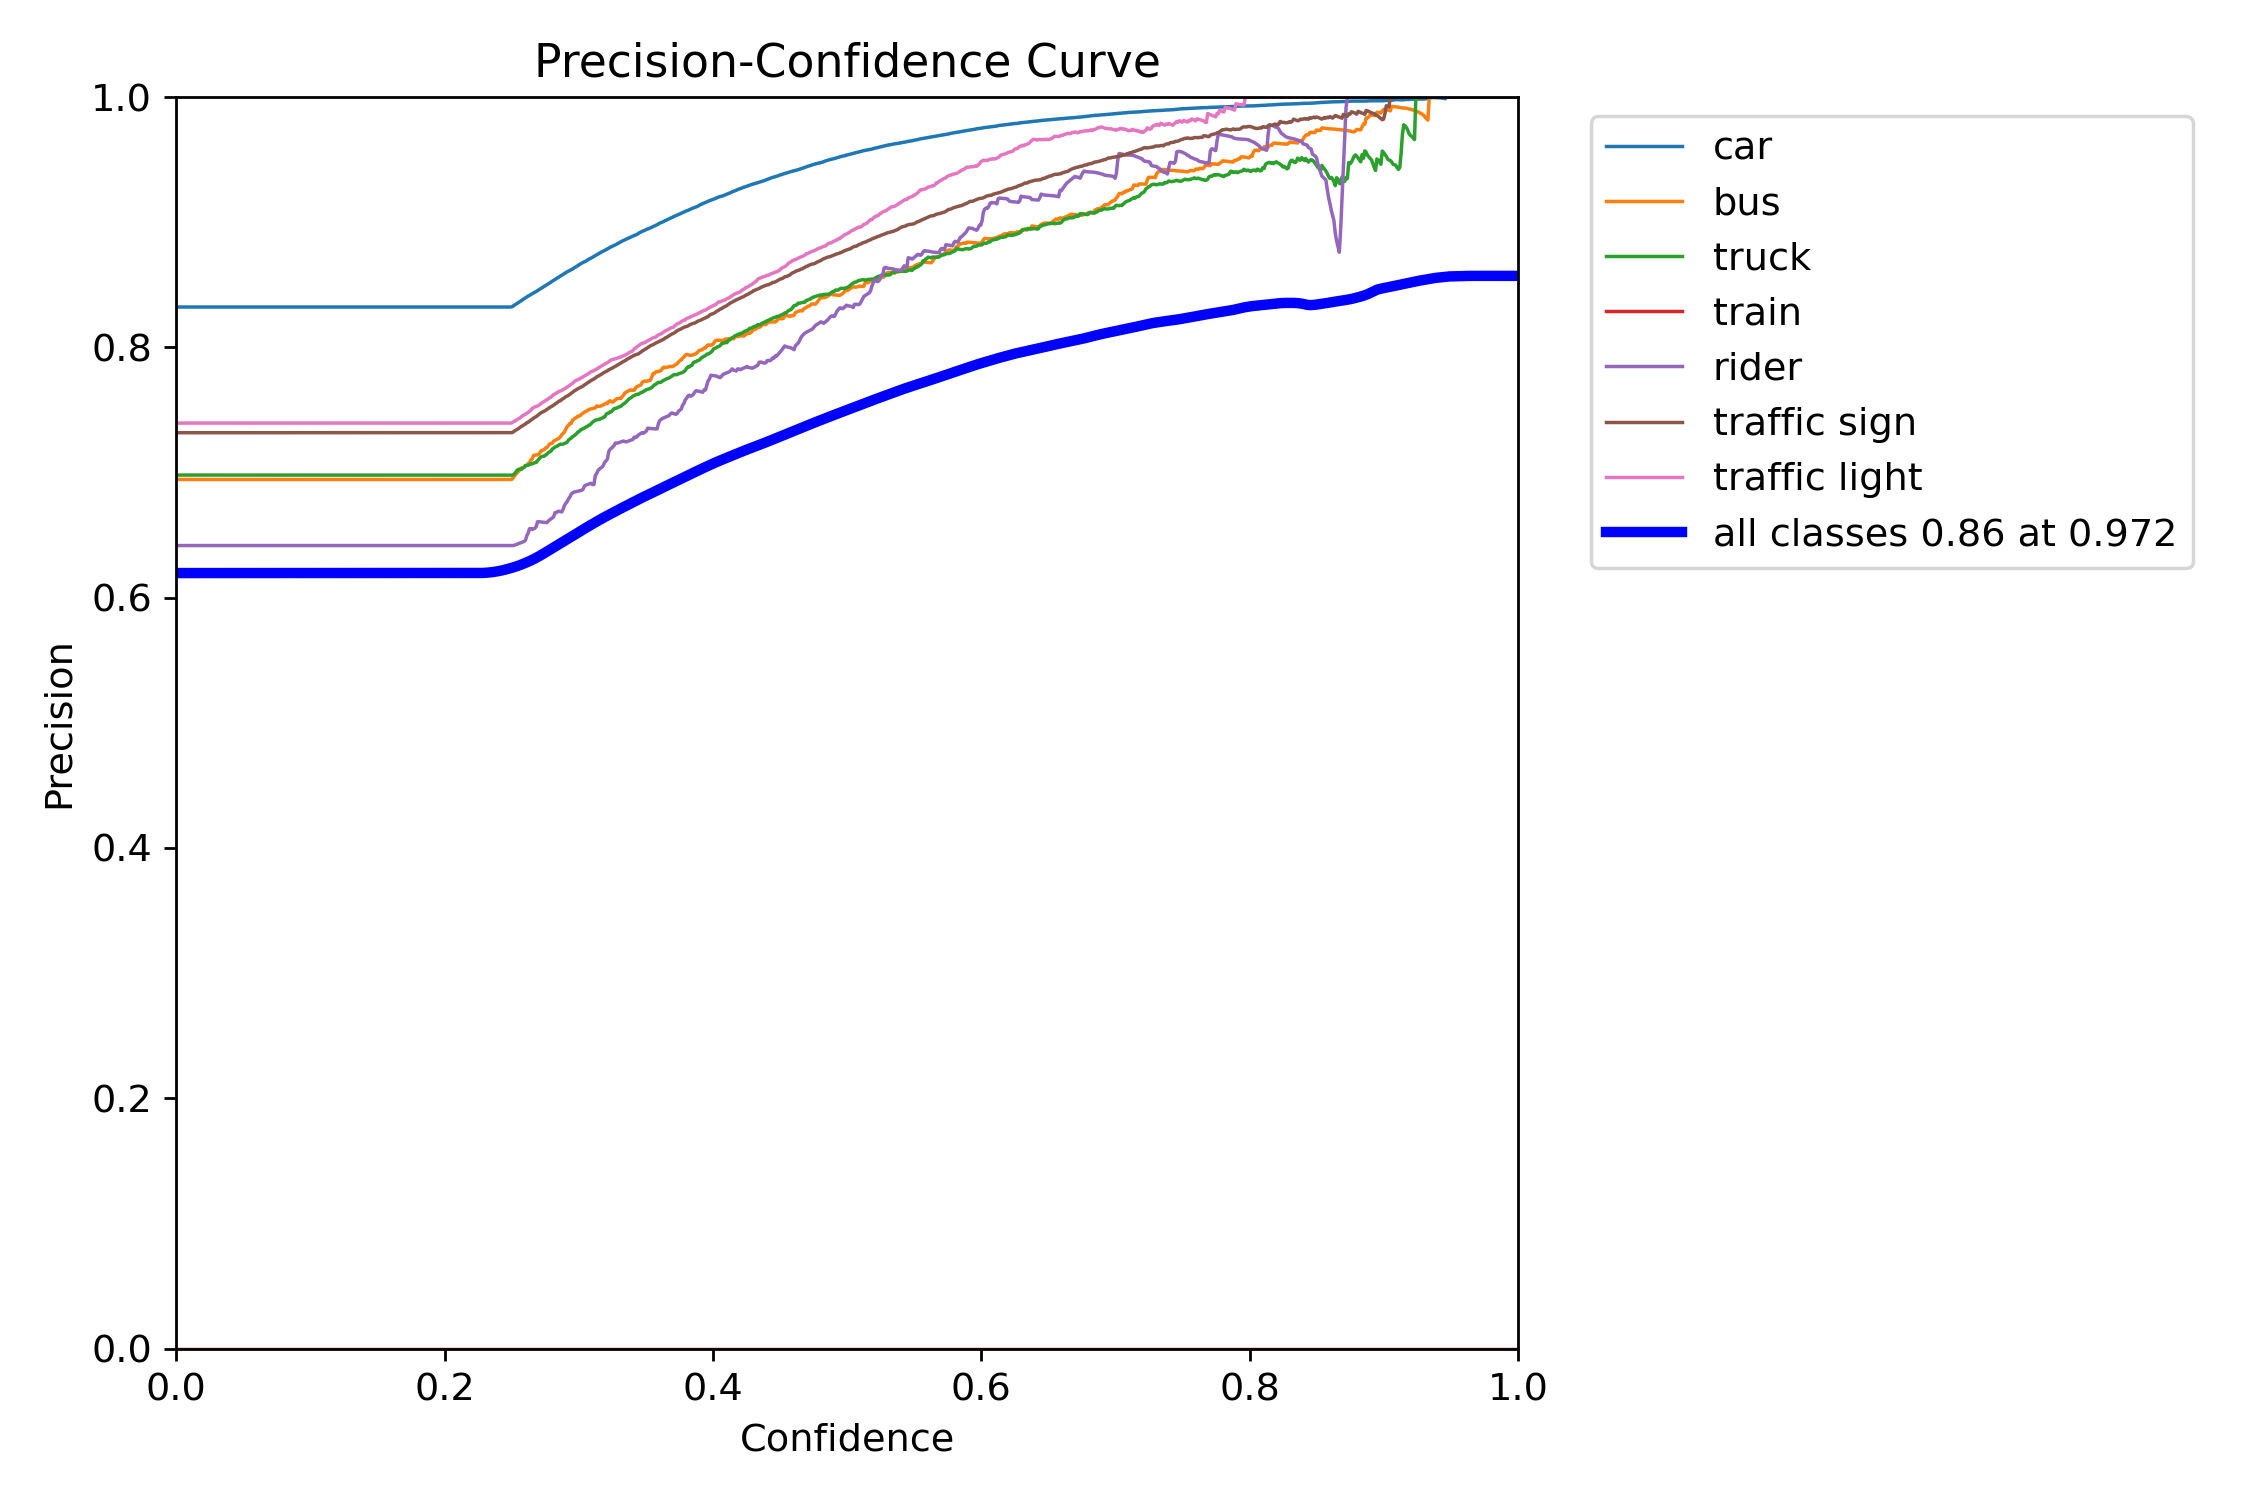 Precision-Confidence Curve
1.0
0.8
0.6
0.4
0.2
0.0
Precision
0.0 0.2 0.4 0.6 0.8 1.0
Confidence
car
bus
truck
train
rider
traffic sign
traffic light
all classes 0.86 at 0.972